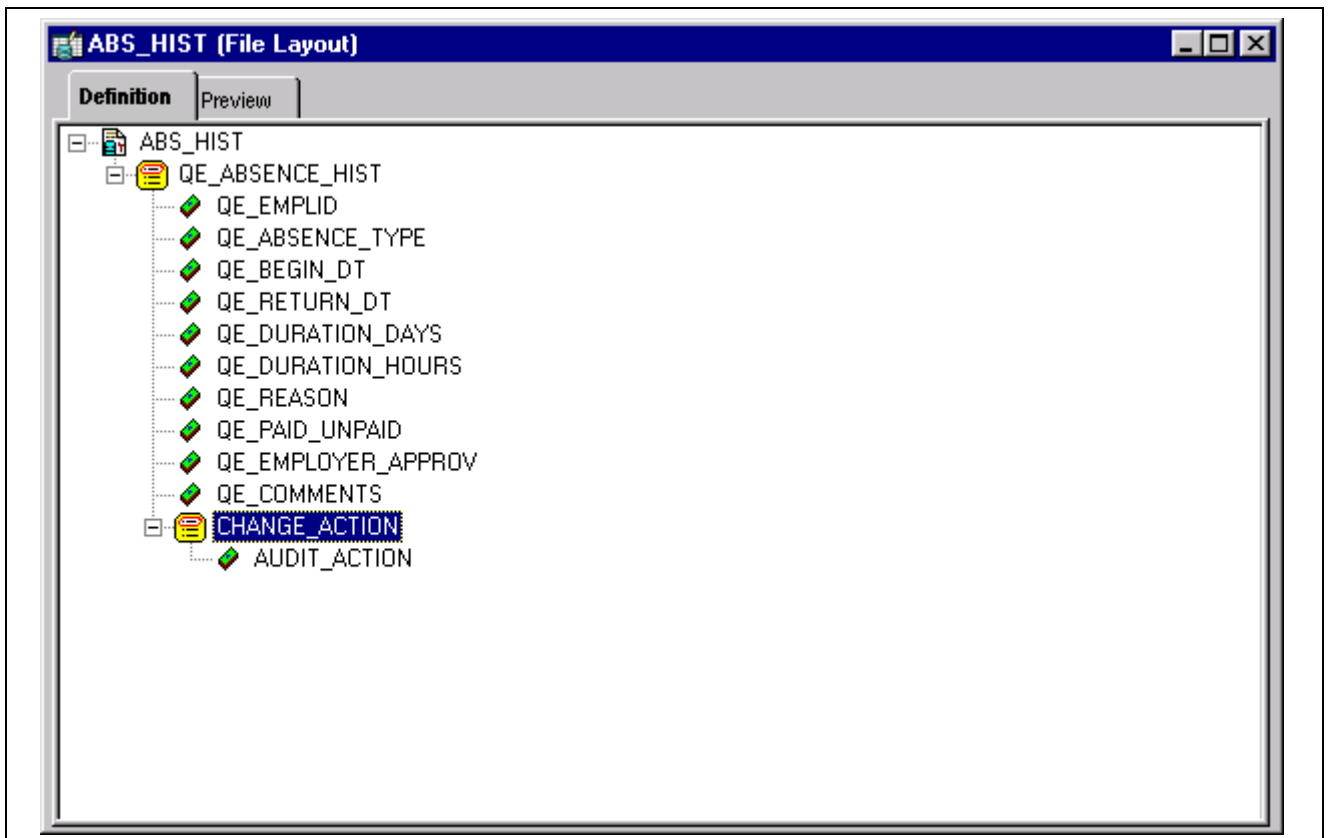 ABS_HIST (File Layout)
Definition Preview
ABS_HIST
QE_ABSENCE_HIST
QE_EMPLID
QE_ABSENCE_TYPE
QE_BEGIN_DT
QE_RETURN_DT
QE_DURATION_DAYS
QE_DURATION_HOURS
QE_REASON
QE_PAID_UNPAID
QE_EMPLOYER_APPROV
QE_COMMENTS
CHANGE_ACTION
AUDIT_ACTION